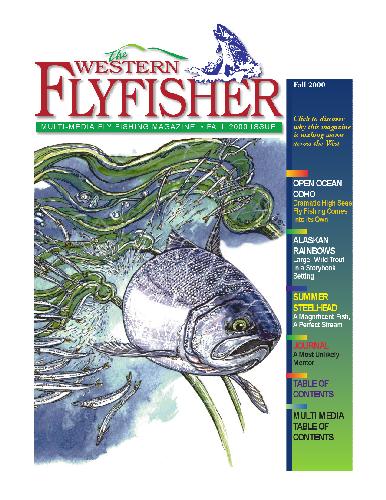 The
WESTERN
FLYFISHER
MULTI-MEDIA FLY FISHING MAGAZINE • FALL 2000 ISSUE
Fall 2000
Click to discover
why this magazine
is making waves
across the West
OPEN OCEAN
COHO
Dramatic High Seas
Fly Fishing Comes
Into Its Own
ALASKAN
RAINBOWS
Large Wild Trout
in a Storybook
Setting
SUMMER
STEELHEAD
A Magnificent Fish,
A Perfect Stream
JOURNAL
A Most Unlikely
Mentor
TABLE OF
CONTENTS
MULTI MEDIA
TABLE OF
CONTENTS